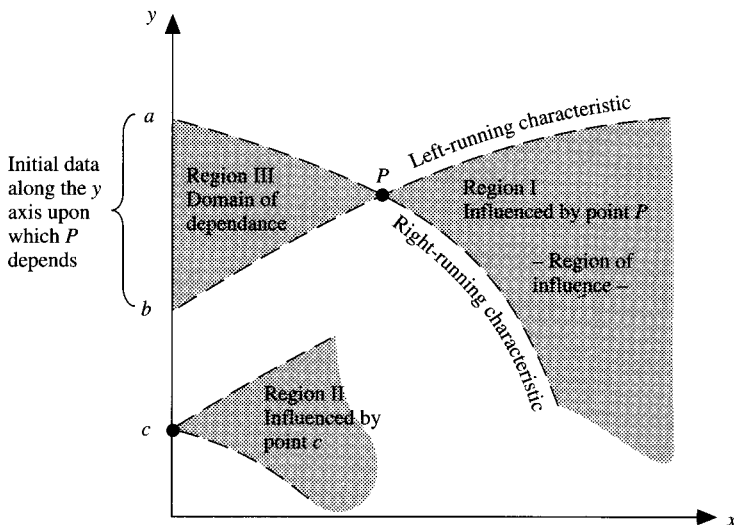 y
a
Left-running characteristic
Initial data
along the y
axis upon
which P
depends
Region III
Domain of
dependance
P
Region I
Influenced by point P
– Region of
influence –
Right-running characteristic
b
Region II
Influenced by
point c
c
x